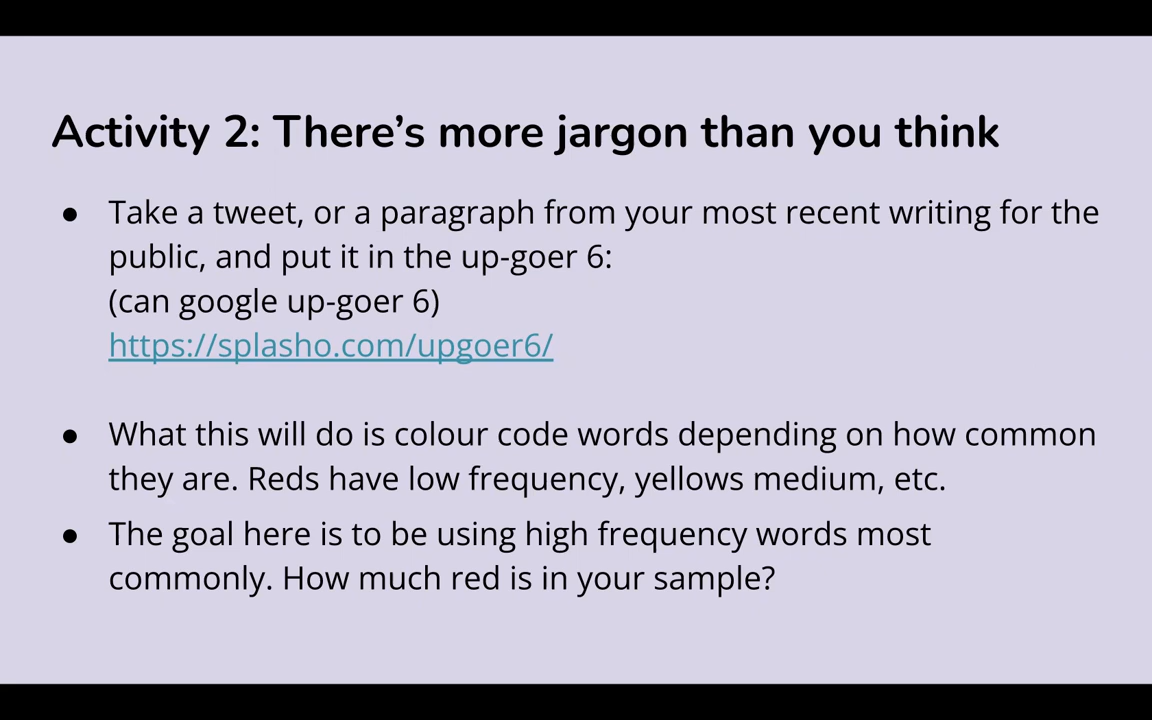 Activity 2: There's more jargon than you think
● Take a tweet, or a paragraph from your most recent writing for the
public, and put it in the up-goer 6:
(can google up-goer 6)
https://splasho.com/upgoer6/
● What this will do is colour code words depending on how common
they are. Reds have low frequency, yellows medium, etc.
● The goal here is to be using high frequency words most
commonly. How much red is in your sample?